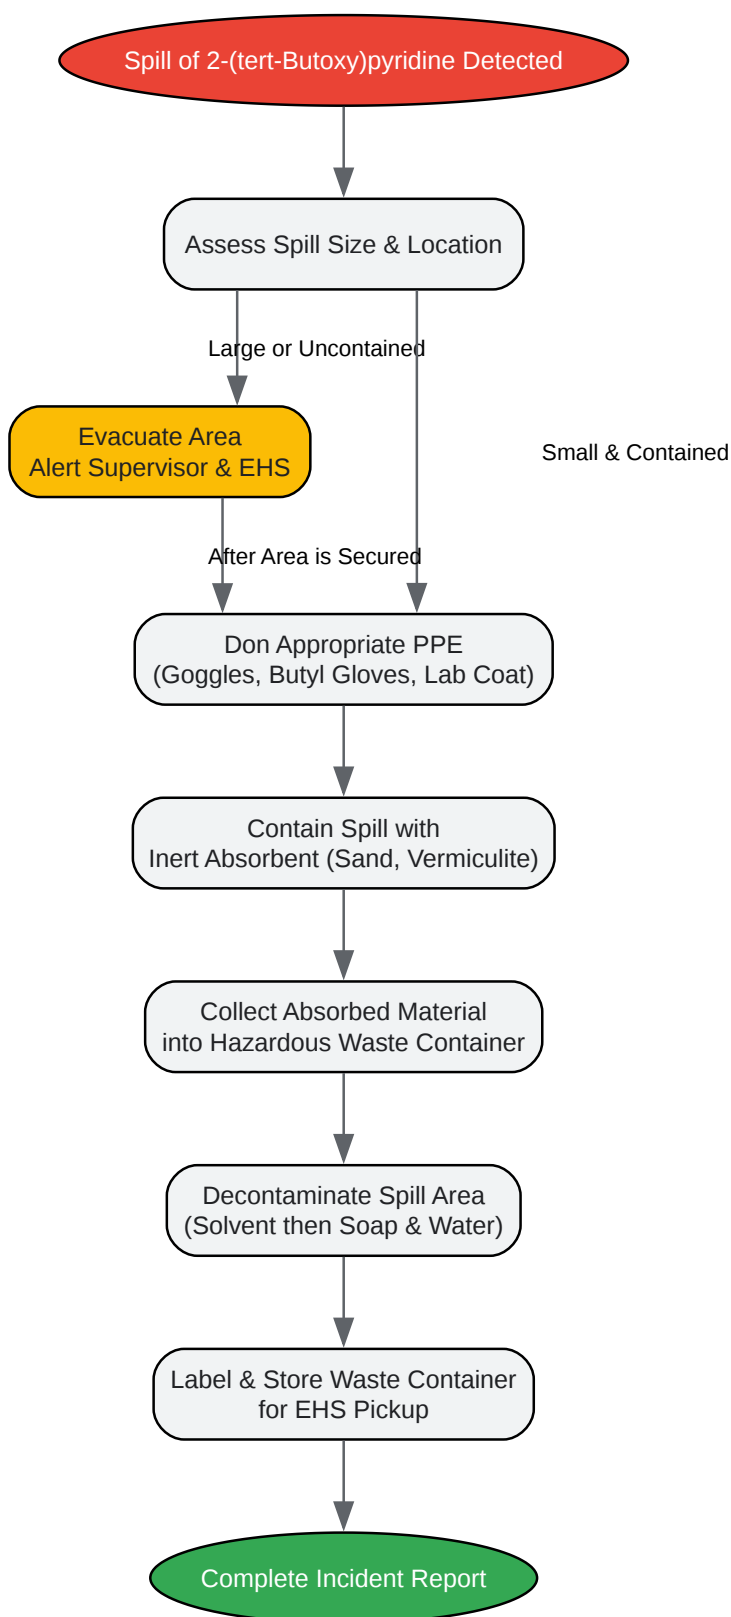 Spill of 2-(tert-Butoxy)pyridine Detected
Assess Spill Size & Location
Large or Uncontained
Evacuate Area
Alert Supervisor & EHS
Small & Contained
After Area is Secured
Don Appropriate PPE
(Goggles, Butyl Gloves, Lab Coat)
Contain Spill with
Inert Absorbent (Sand, Vermiculite)
Collect Absorbed Material
into Hazardous Waste Container
Decontaminate Spill Area
(Solvent then Soap & Water)
Label & Store Waste Container
for EHS Pickup
Complete Incident Report